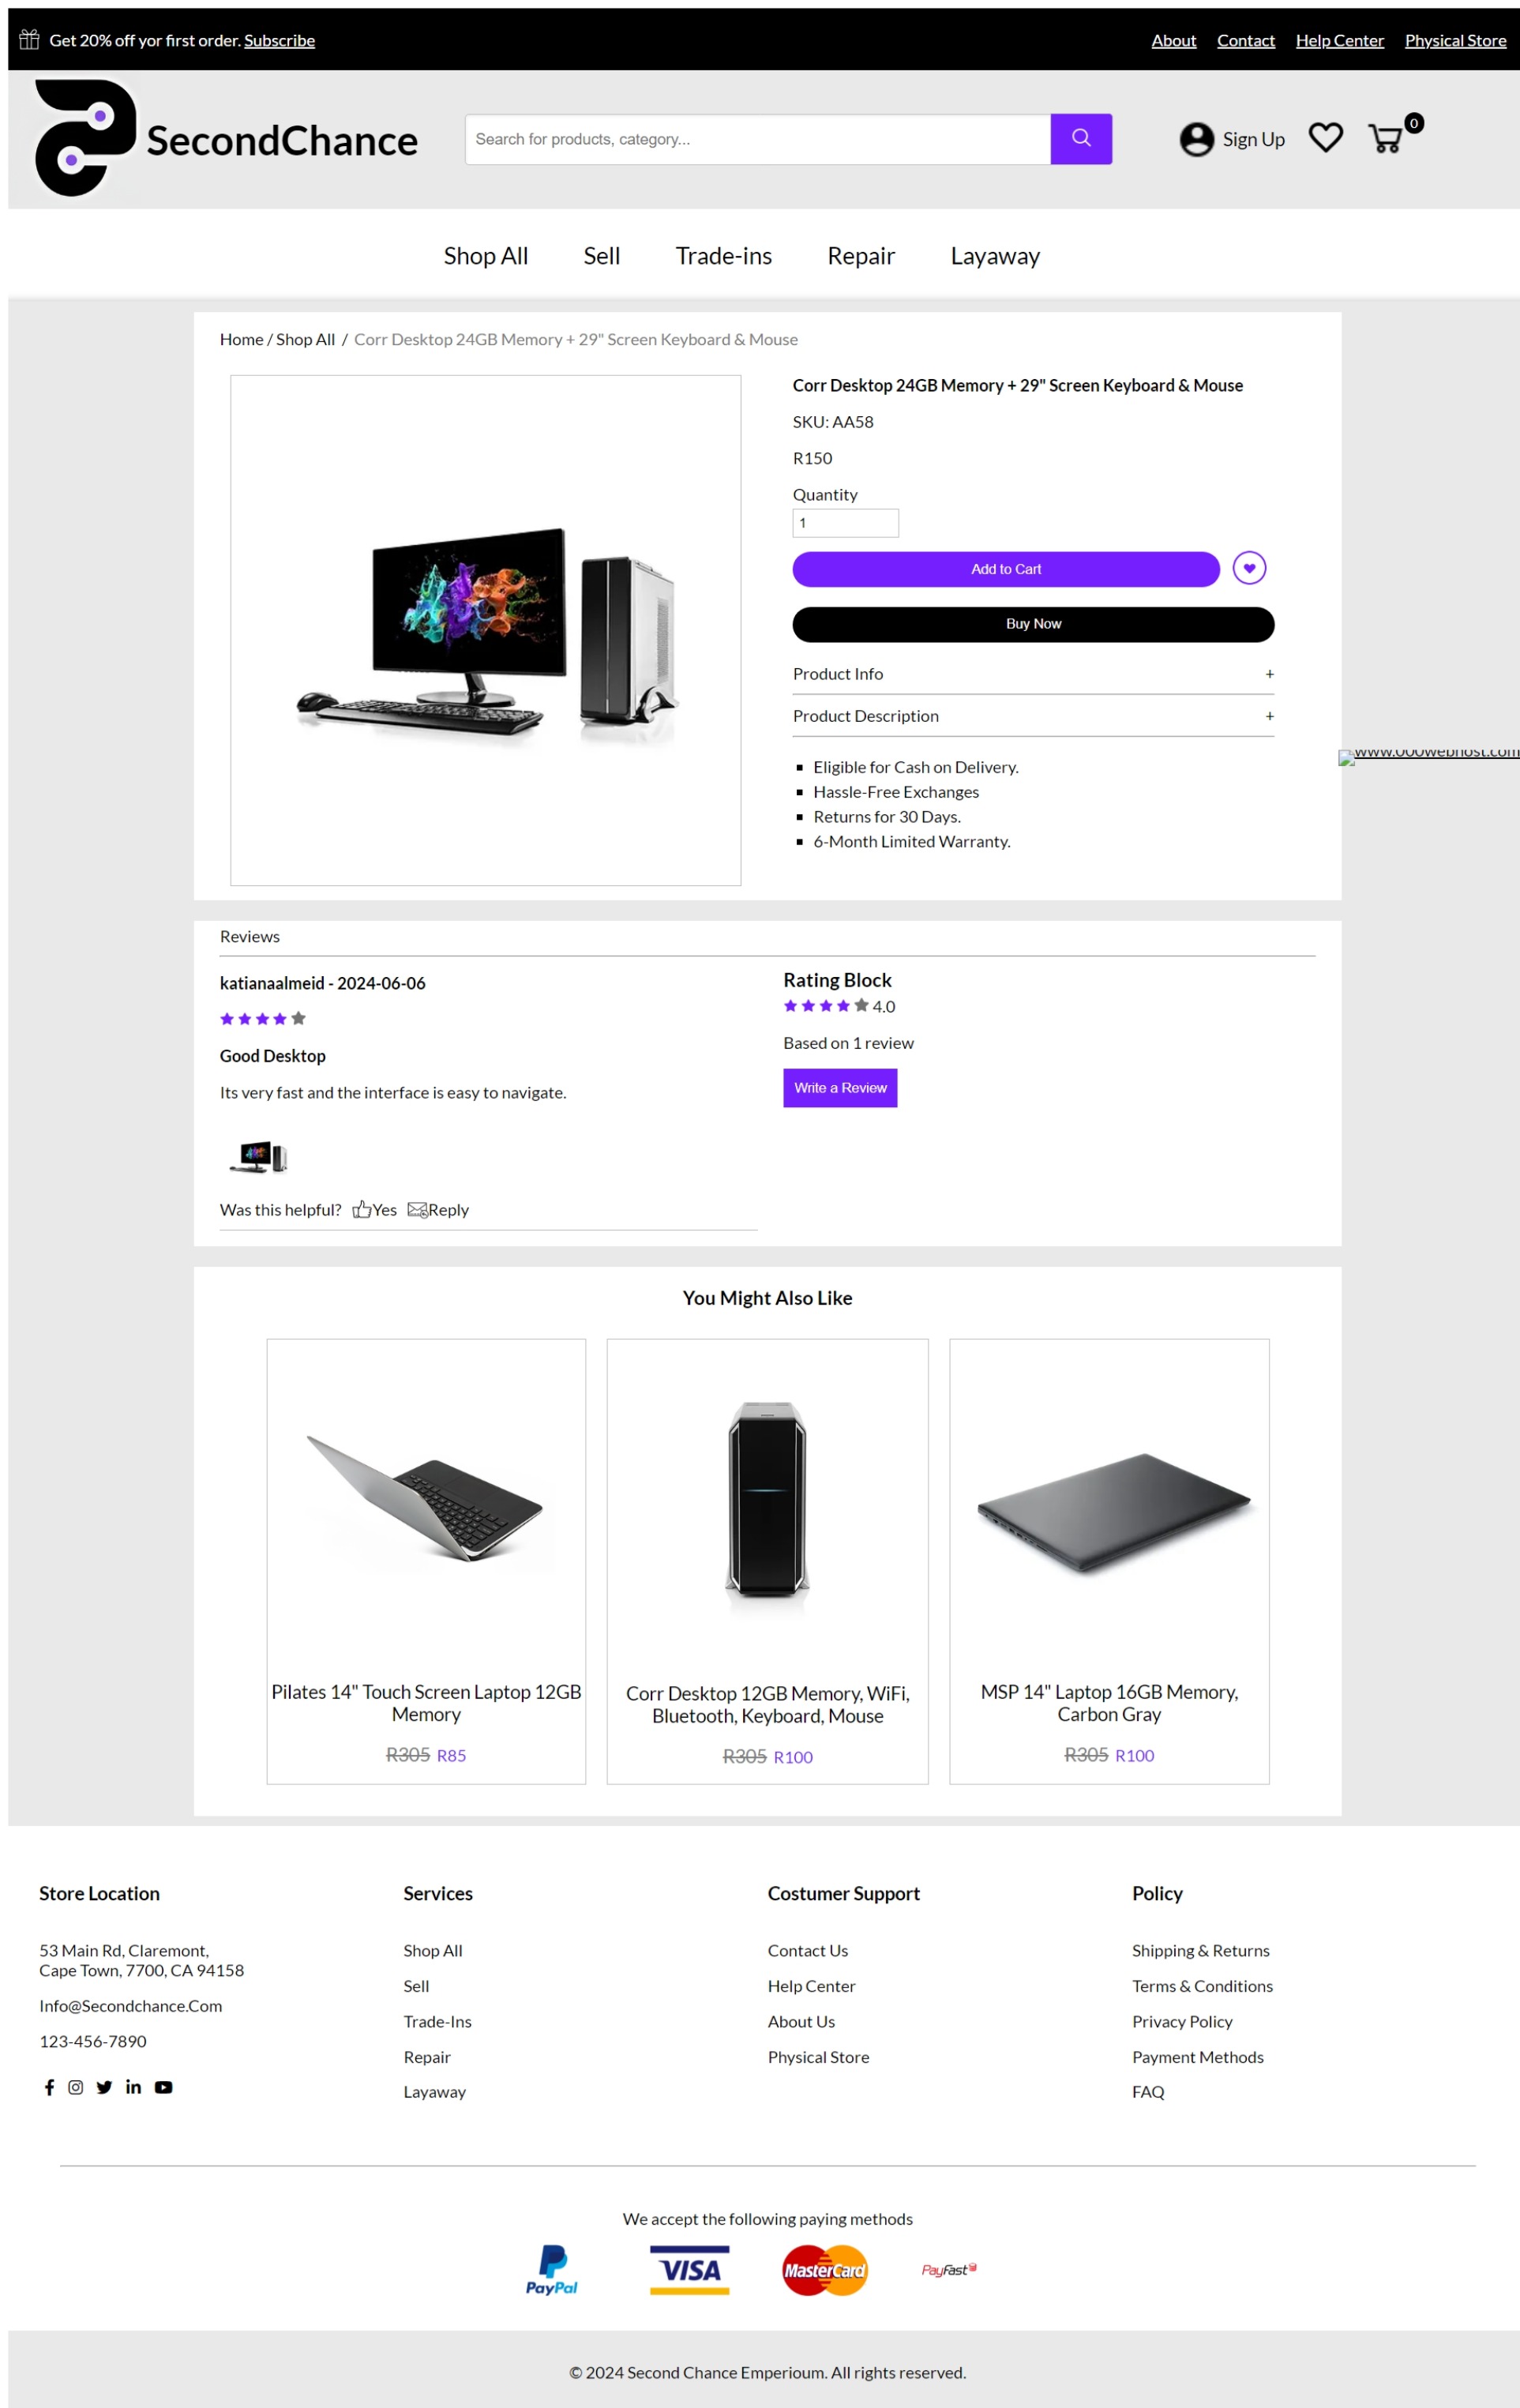 Get 20% off yor first order. Subscribe
About Contact Help Center Physical Store
SecondChance
Search for products, category...
Sign Up
0
Shop All Sell Trade-ins Repair Layaway
Home / Shop All / Corr Desktop 24GB Memory + 29" Screen Keyboard & Mouse
Corr Desktop 24GB Memory + 29" Screen Keyboard & Mouse
SKU: AA58
R150
Quantity
1
Add to Cart
Buy Now
Product Info +
Product Description +
www.000webhost.com
Eligible for Cash on Delivery.
Hassle-Free Exchanges
Returns for 30 Days.
6-Month Limited Warranty.
Reviews
katianaalmeid - 2024-06-06
Good Desktop
Its very fast and the interface is easy to navigate.
Was this helpful? Yes Reply
Rating Block
4.0
Based on 1 review
Write a Review
You Might Also Like
Pilates 14" Touch Screen Laptop 12GB
Memory
R305 R85
Corr Desktop 12GB Memory, WiFi,
Bluetooth, Keyboard, Mouse
R305 R100
MSP 14" Laptop 16GB Memory,
Carbon Gray
R305 R100
Store Location
53 Main Rd, Claremont,
Cape Town, 7700, CA 94158
Info@Secondchance.Com
123-456-7890
Services
Shop All
Sell
Trade-Ins
Repair
Layaway
Costumer Support
Contact Us
Help Center
About Us
Physical Store
Policy
Shipping & Returns
Terms & Conditions
Privacy Policy
Payment Methods
FAQ
We accept the following paying methods
PayPal VISA MasterCard PayFast
© 2024 Second Chance Emperioum. All rights reserved.